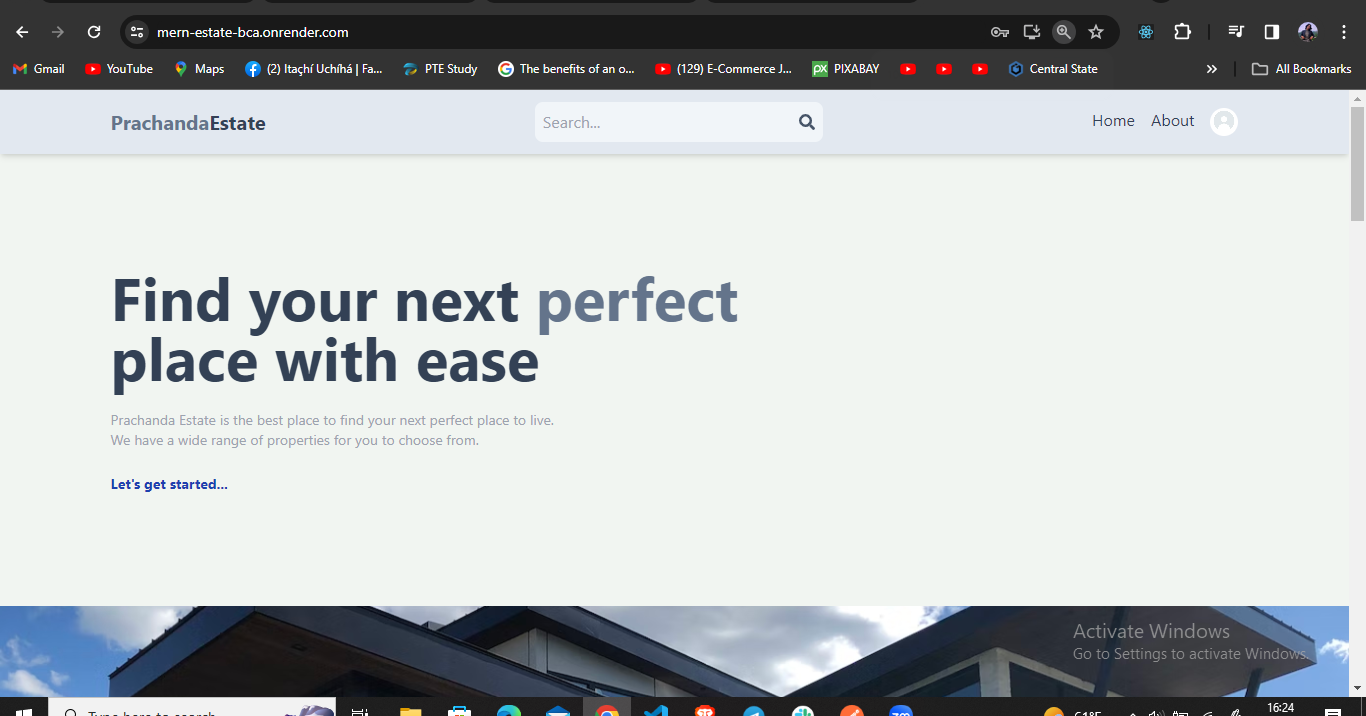 mern-estate-bca.onrender.com
Gmail
YouTube
Maps
(2) Itaçhí Uchíhá | Fa...
PTE Study
The benefits of an o...
(129) E-Commerce J...
px
PIXABAY
Central State
»
All Bookmarks
PrachandaEstate
Search...
Home
About
Find your next perfect
place with ease
Prachanda Estate is the best place to find your next perfect place to live.
We have a wide range of properties for you to choose from.
Let's get started...
Activate Windows
Go to Settings to activate Windows.
Type here to search
zm
61°F
16:24